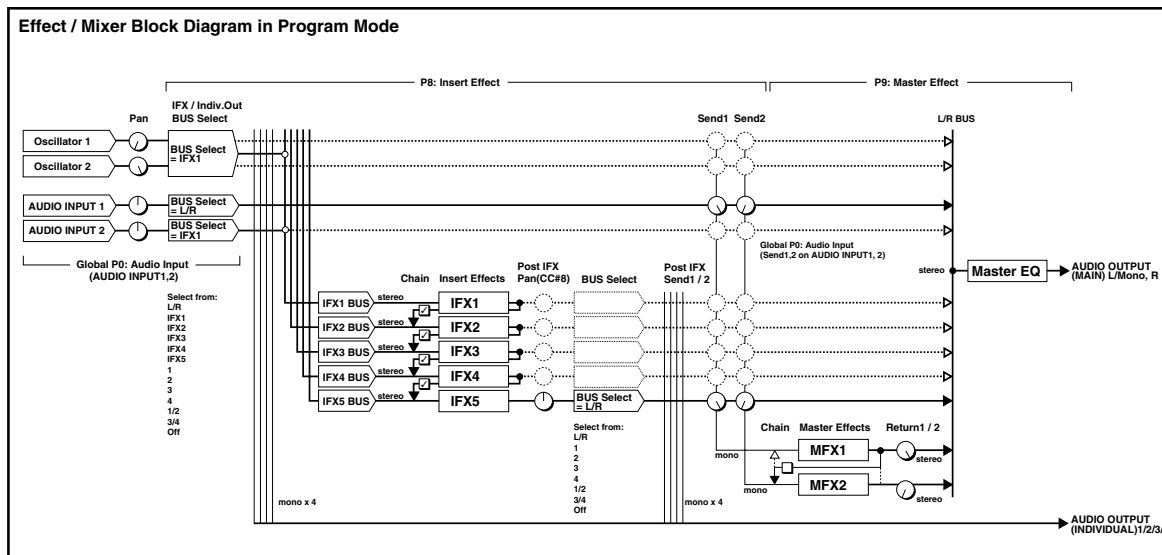 Effect / Mixer Block Diagram in Program Mode
P8: Insert Effect
P9: Master Effect
IFX / Indiv.Out
BUS Select
Pan
Send1 Send2
L/R BUS
Oscillator 1
Oscillator 2
BUS Select
= IFX1
AUDIO INPUT 1
BUS Select
= L/R
AUDIO INPUT 2
BUS Select
= IFX1
Global P0: Audio Input
(AUDIO INPUT1,2)
Global P0: Audio Input
(Send1,2 on AUDIO INPUT1, 2)
stereo
Master EQ
AUDIO OUTPUT
(MAIN) L/Mono, R
Chain
Insert Effects
Post IFX
Pan(CC#8)
BUS Select
Post IFX
Send1 / 2
Select from:
L/R
IFX1
IFX2
IFX3
IFX4
IFX5
1
2
3
4
1/2
3/4
Off
IFX1 BUS
stereo
IFX1
IFX2 BUS
stereo
IFX2
IFX3 BUS
stereo
IFX3
IFX4 BUS
stereo
IFX4
IFX5 BUS
stereo
IFX5
BUS Select
= L/R
Select from:
L/R
1
2
3
4
1/2
3/4
Off
Chain
Master Effects
Return1 / 2
mono
MFX1
stereo
mono
MFX2
stereo
mono x 4
mono x 4
AUDIO OUTPUT
(INDIVIDUAL)1/2/3/